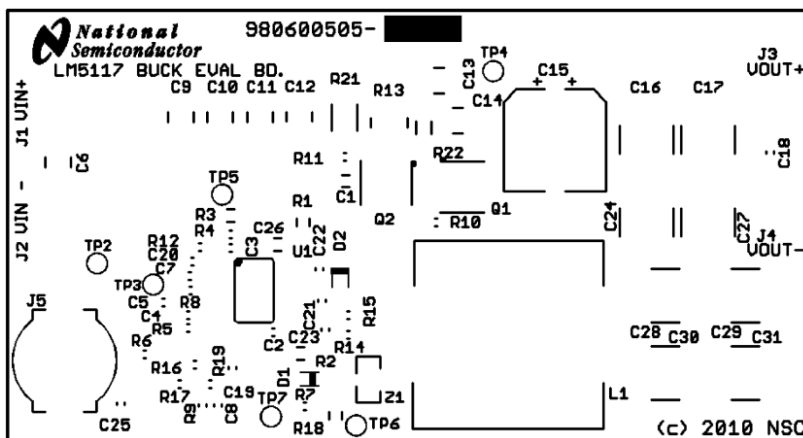 National
Semiconductor
980600505-
LM5117 BUCK EVAL BD.
TP4
J3
VOUT+
C13
C15
C16
C17
C9
C10
C11
C12
R21
R13
C14
J1 VIN+
C6
R11
R22
C18
TP5
C1
J2 VIN -
R3
R1
Q2
R10
Q1
C24
C27
R4
C26
U1
C22
D2
J4
VOUT-
TP2
R12
C20
C3
C7
TP3
J5
C5
C4
R8
R5
C21
R15
R6
C2
C23
R14
C28
C30
C29
C31
R16
R19
D1
R2
R17
C19
R7
Z1
L1
C25
R9
C8
TP7
R18
TP6
(c) 2010 NSC